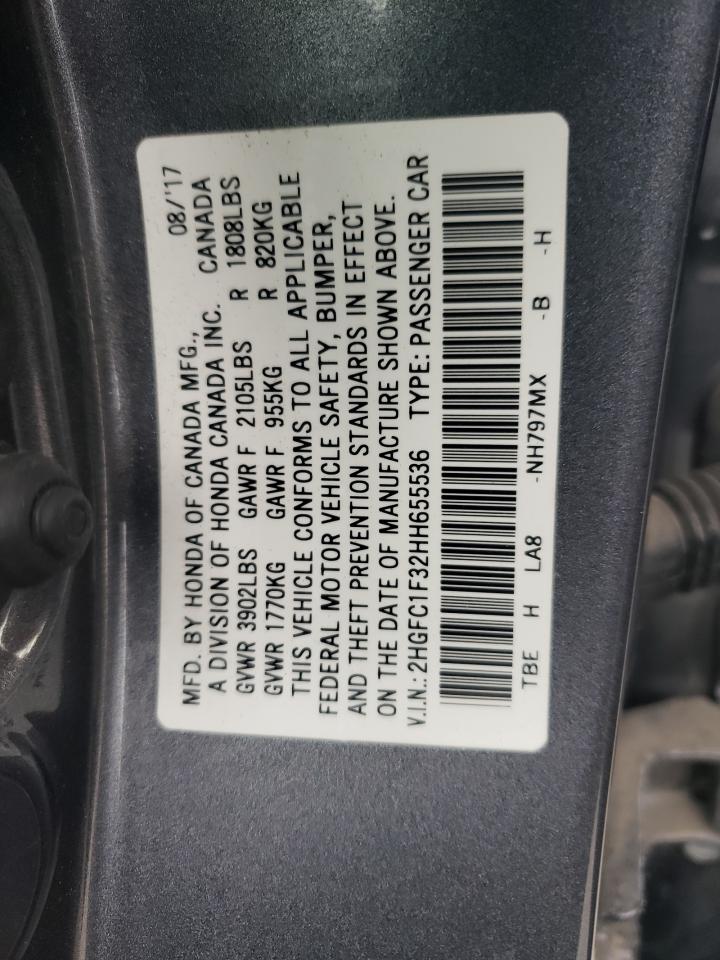 MFD. BY HONDA OF CANADA MFG., 08/'17
A DIVISION OF HONDA CANADA INC. CANADA
GVWR 3902LBS GAWR F 2105LBS R 1808LBS
GVWR 1770KG GAWR F 955KG R 820KG
THIS VEHICLE CONFORMS TO ALL APPLICABLE
FEDERAL MOTOR VEHICLE SAFETY, BUMPER,
AND THEFT PREVENTION STANDARDS IN EFFECT
ON THE DATE OF MANUFACTURE SHOWN ABOVE.
V.I.N.: 2HGFC1F32HH655536 TYPE: PASSENGER CAR
TBE H LA8 -NH797MX -B -H